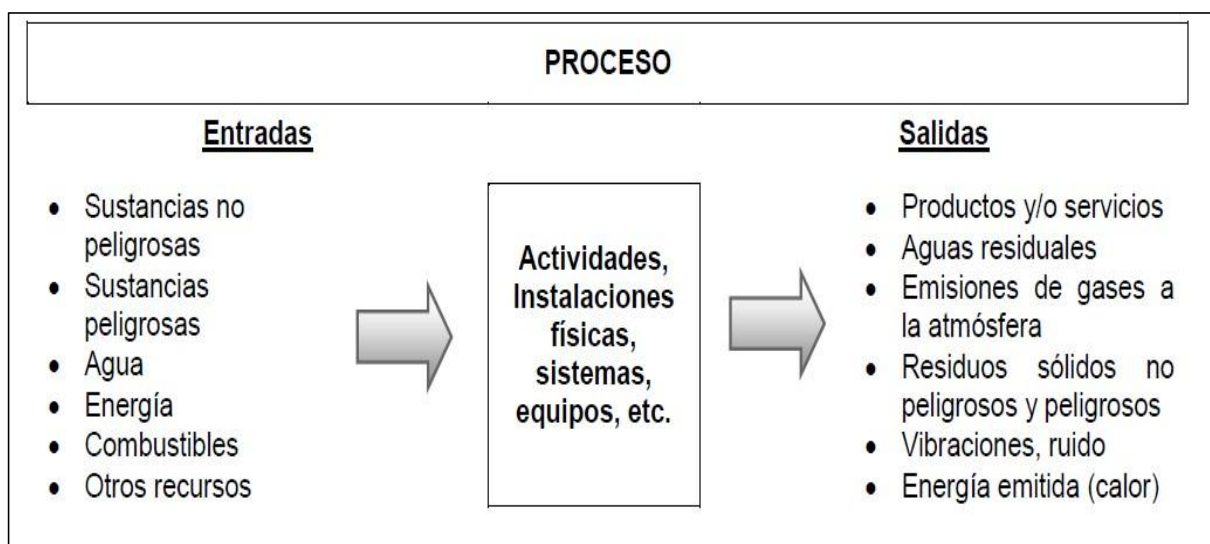 PROCESO
Entradas
• Sustancias no
peligrosas
• Sustancias
peligrosas
• Agua
• Energía
• Combustibles
• Otros recursos
Actividades,
Instalaciones
físicas,
sistemas,
equipos, etc.
Salidas
• Productos y/o servicios
• Aguas residuales
• Emisiones de gases a
la atmósfera
• Residuos sólidos no
peligrosos y peligrosos
• Vibraciones, ruido
• Energía emitida (calor)